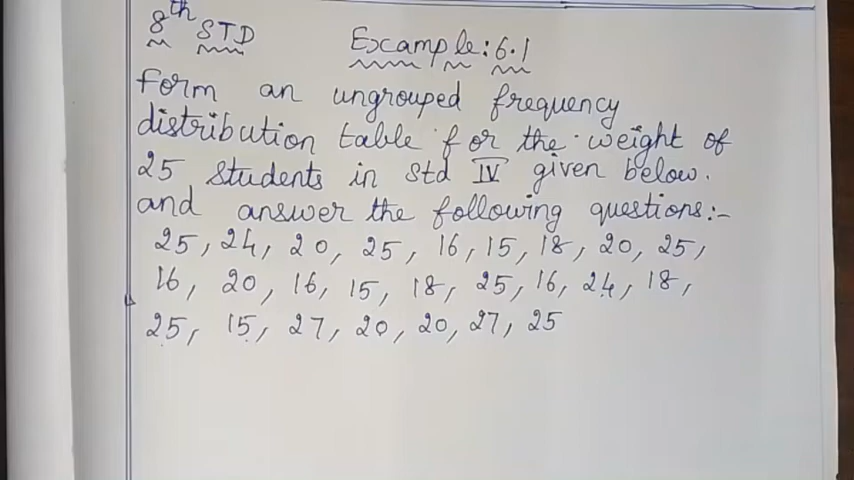 8th STD Example: 6.1
Form an ungrouped frequency
distribution table for the weight of
25 students in std IV given below.
and answer the following questions:-
25, 24, 20, 25, 16, 15, 18, 20, 25,
16, 20, 16, 15, 18, 25, 16, 24, 18,
25, 15, 27, 20, 20, 27, 25